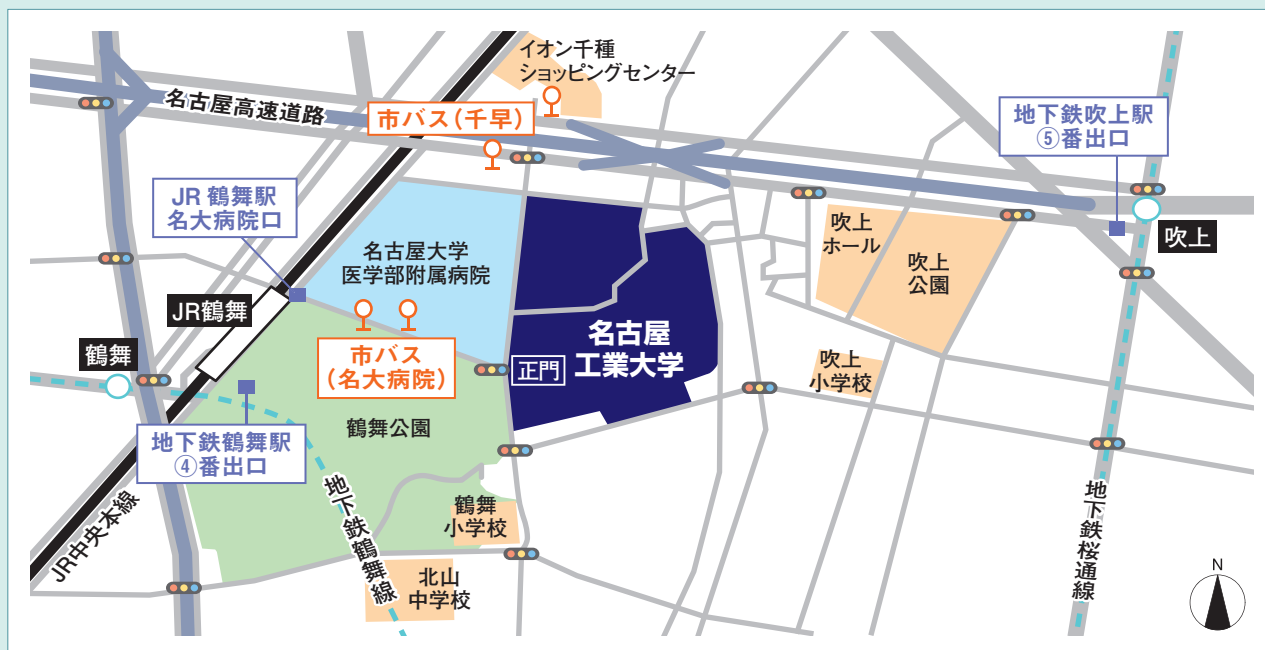 イオン千種
ショッピングセンター
名古屋高速道路
市バス(千早)
地下鉄吹上駅
⑤番出口
JR 鶴舞駅
名大病院口
名古屋大学
医学部附属病院
吹上
ホール
吹上
公園
吹上
JR鶴舞
鶴舞
市バス
(名大病院)
正門
名古屋
工業大学
吹上
小学校
鶴舞公園
地下鉄鶴舞駅
④番出口
JR中央本線
地下鉄鶴舞線
鶴舞
小学校
北山
中学校
地下鉄桜通線
N